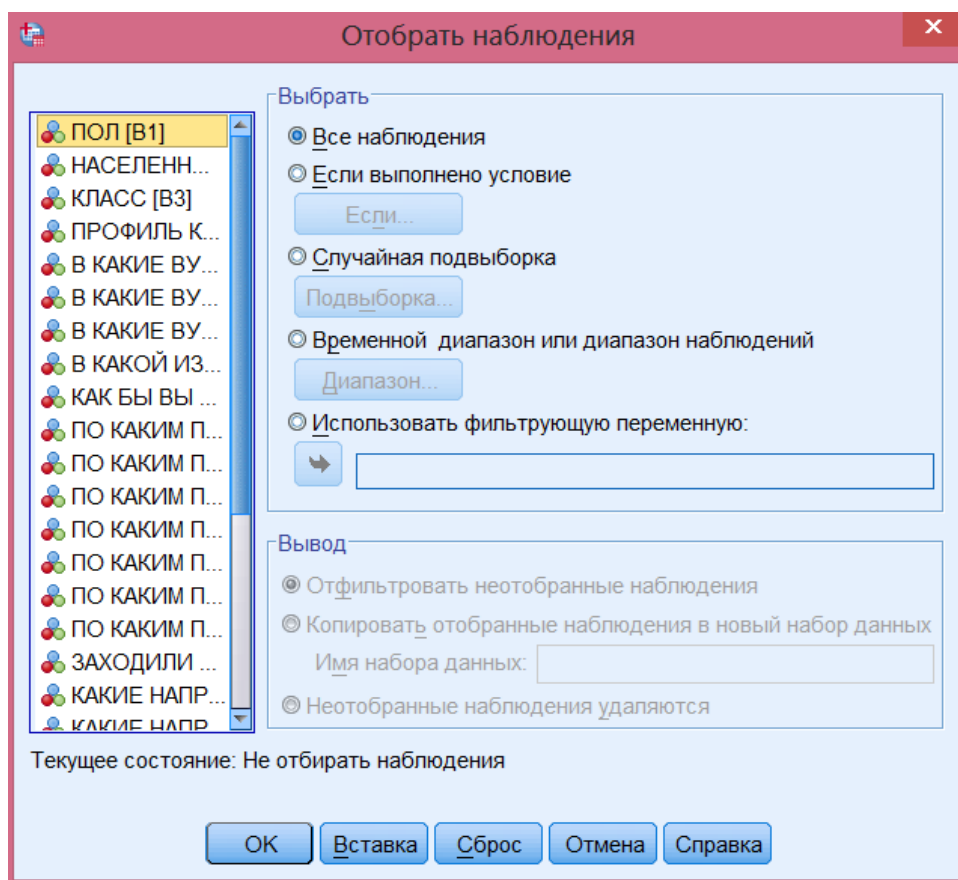 Отобрать наблюдения
ПОЛ [B1]
НАСЕЛЕНН...
КЛАСС [B3]
ПРОФИЛЬ К...
В КАКИЕ ВУ...
В КАКИЕ ВУ...
В КАКИЕ ВУ...
В КАКОЙ ИЗ...
КАК БЫ ВЫ ...
ПО КАКИМ П...
ПО КАКИМ П...
ПО КАКИМ П...
ПО КАКИМ П...
ПО КАКИМ П...
ПО КАКИМ П...
ПО КАКИМ П...
ЗАХОДИЛИ ...
КАКИЕ НАПР...
КАКИЕ НАПР
Выбрать
Все наблюдения
Если выполнено условие
Если...
Случайная подвыборка
Подвыборка...
Временной диапазон или диапазон наблюдений
Диапазон...
Использовать фильтрующую переменную:
Вывод
Отфильтровать неотобранные наблюдения
Копировать отобранные наблюдения в новый набор данных
Имя набора данных:
Неотобранные наблюдения удаляются
Текущее состояние: Не отбирать наблюдения
OK Вставка Сброс Отмена Справка